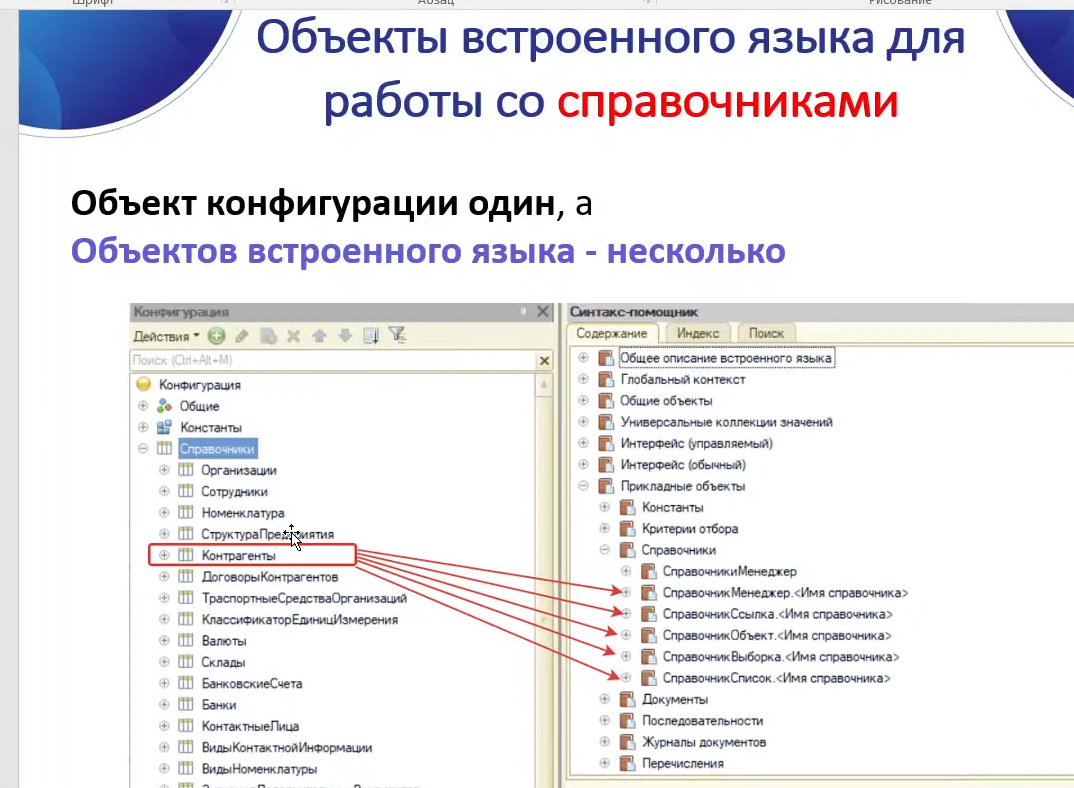 Шрифт
Абзац
Рисование
Объекты встроенного языка для
работы со справочниками
Объект конфигурации один, а
Объектов встроенного языка - несколько
Конфигурация
Действия
Поиск (Ctrl+Alt+M)
Конфигурация
Общие
Константы
Справочники
Организации
Сотрудники
Номенклатура
СтруктураПредприятия
Контрагенты
ДоговорыКонтрагентов
ТраспортныеСредстваОрганизаций
КлассификаторЕдиницИзмерения
Валюты
Склады
БанковскиеСчета
Банки
КонтактныеЛица
ВидыКонтактнойИнформации
ВидыНоменклатуры
Синтакс-помощник
Содержание
Индекс
Поиск
Общее описание встроенного языка
Глобальный контекст
Общие объекты
Универсальные коллекции значений
Интерфейс (управляемый)
Интерфейс (обычный)
Прикладные объекты
Константы
Критерии отбора
Справочники
СправочникиМенеджер
СправочникМенеджер.<Имя справочника>
СправочникСсылка.<Имя справочника>
СправочникОбъект.<Имя справочника>
СправочникВыборка.<Имя справочника>
СправочникСписок.<Имя справочника>
Документы
Последовательности
Журналы документов
Перечисления